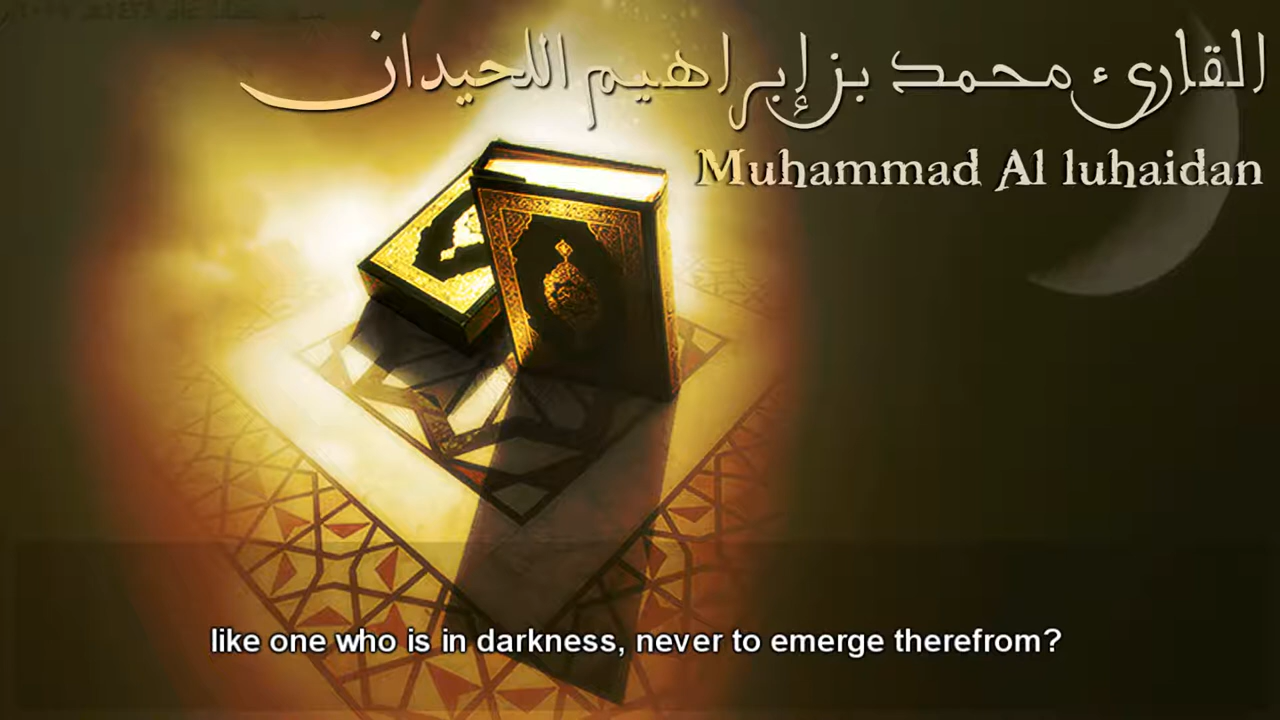 القارئ محمد بن إبراهيم اللحيدان
Muhammad Al luhaidan
like one who is in darkness, never to emerge therefrom?